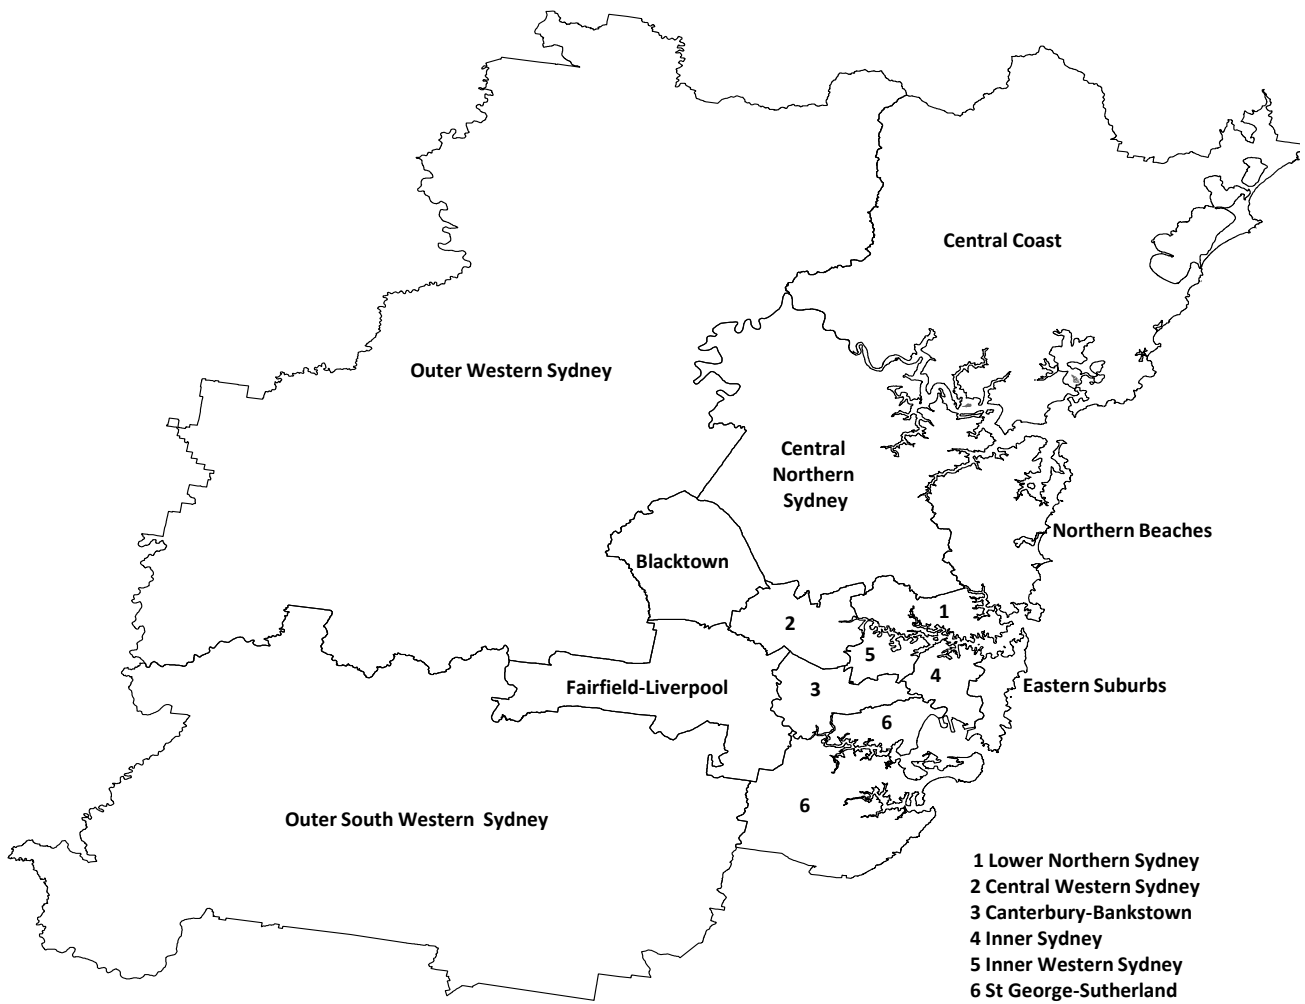 Central Coast
Outer Western Sydney
Central
Northern
Sydney
Northern Beaches
Blacktown
1
2
5
4
Fairfield-Liverpool
3
Eastern Suburbs
6
6
Outer South Western Sydney
1 Lower Northern Sydney
2 Central Western Sydney
3 Canterbury-Bankstown
4 Inner Sydney
5 Inner Western Sydney
6 St George-Sutherland